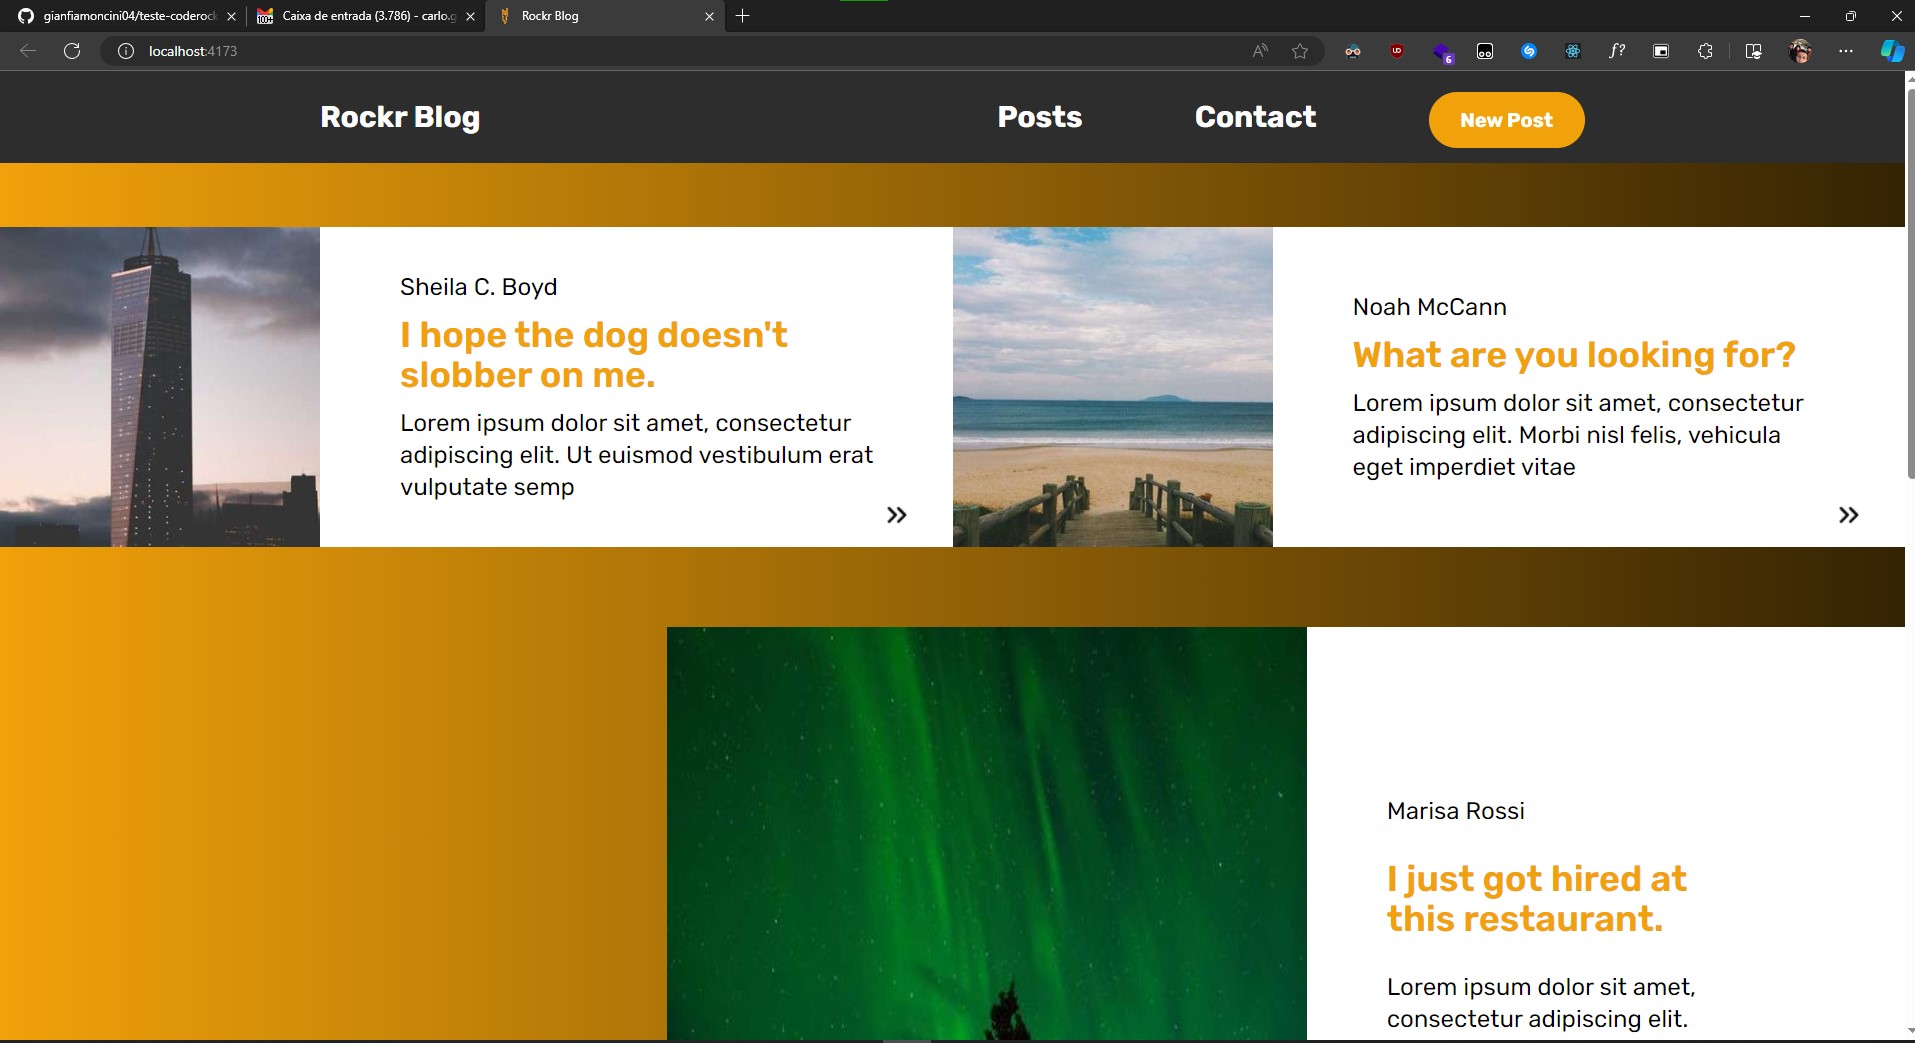 gianfiamoncini04/teste-coderock
Caixa de entrada (3.786) - carlo.g
Rockr Blog
localhost:4173
6
Rockr Blog
Posts
Contact
New Post
Sheila C. Boyd
I hope the dog doesn't
slobber on me.
Lorem ipsum dolor sit amet, consectetur
adipiscing elit. Ut euismod vestibulum erat
vulputate semp
Noah McCann
What are you looking for?
Lorem ipsum dolor sit amet, consectetur
adipiscing elit. Morbi nisl felis, vehicula
eget imperdiet vitae
Marisa Rossi
I just got hired at
this restaurant.
Lorem ipsum dolor sit amet,
consectetur adipiscing elit.